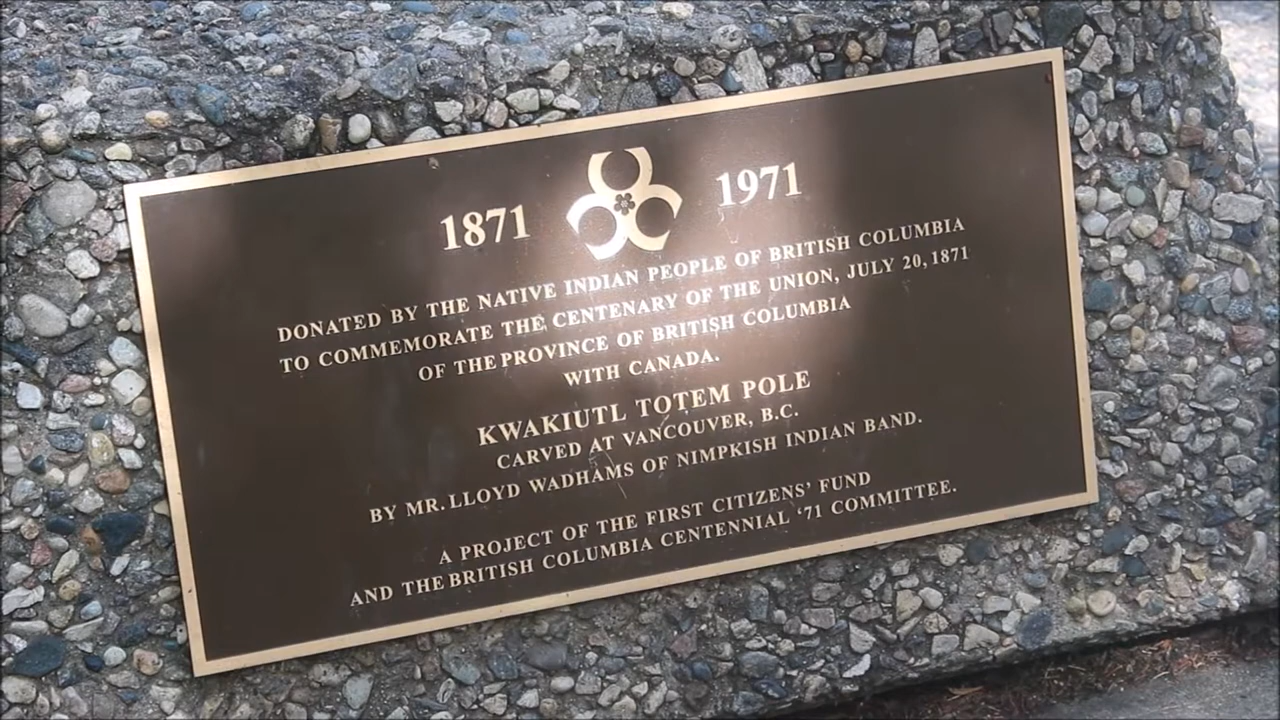 1871 1971
DONATED BY THE NATIVE INDIAN PEOPLE OF BRITISH COLUMBIA
TO COMMEMORATE THE CENTENARY OF THE UNION, JULY 20, 1871
OF THE PROVINCE OF BRITISH COLUMBIA
WITH CANADA.
KWAKIUTL TOTEM POLE
CARVED AT VANCOUVER, B.C.
BY MR. LLOYD WADHAMS OF NIMPKISH INDIAN BAND.
A PROJECT OF THE FIRST CITIZENS' FUND
AND THE BRITISH COLUMBIA CENTENNIAL '71 COMMITTEE.